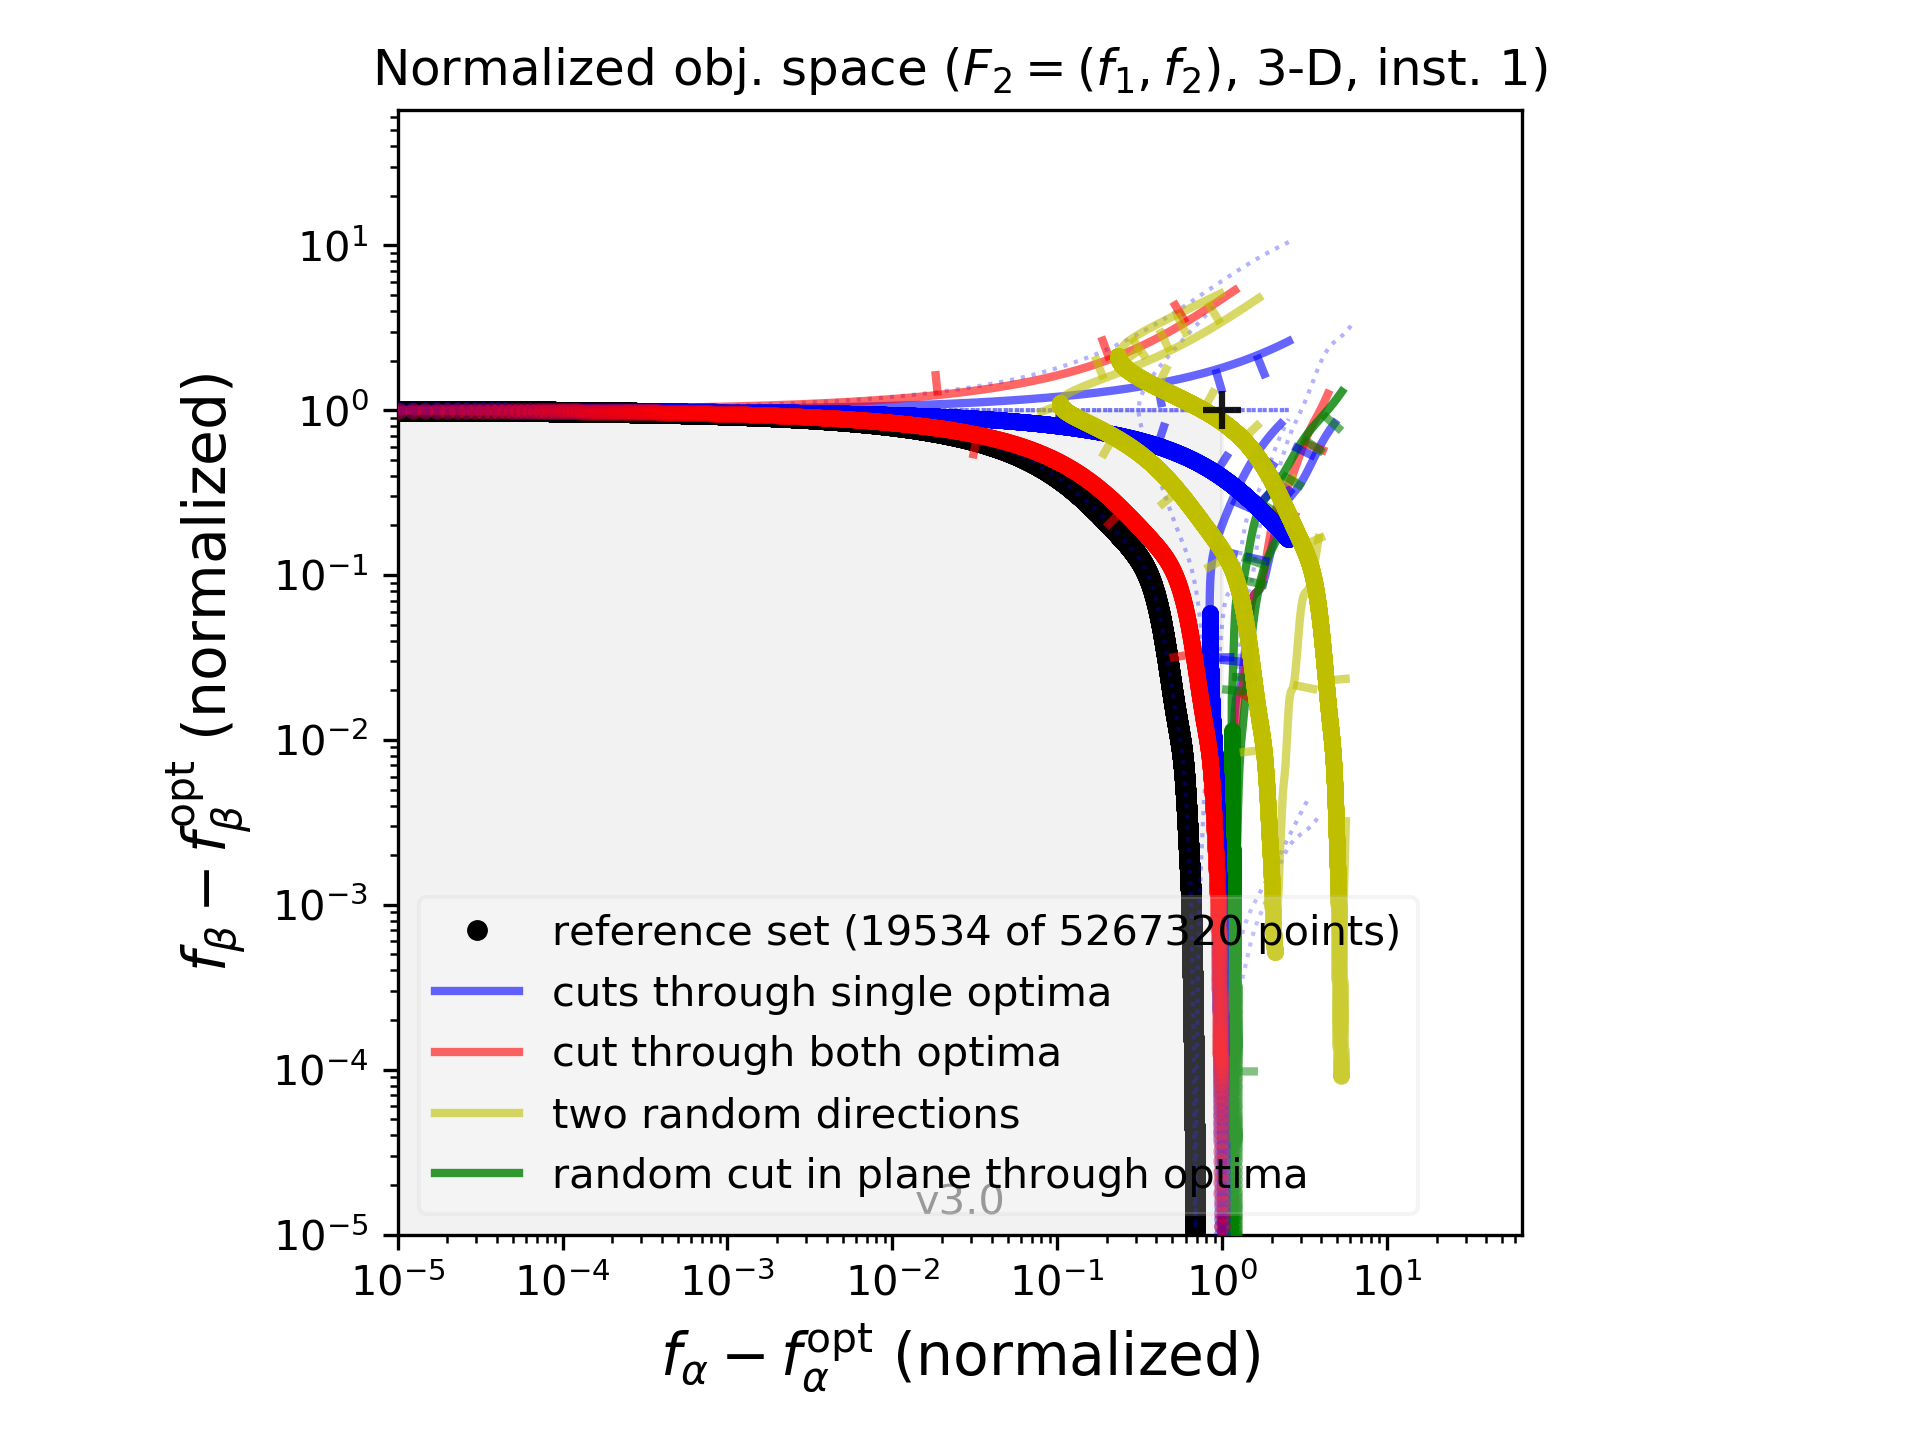 Normalized obj. space (F₂ = (f₁, f₂), 3-D, inst. 1)
f_β − f_β^opt (normalized)
10¹
10⁰
10⁻¹
10⁻²
10⁻³
10⁻⁴
10⁻⁵
reference set (19534 of 5267320 points)
cuts through single optima
cut through both optima
two random directions
random cut in plane through optima
v3.0
10⁻⁵ 10⁻⁴ 10⁻³ 10⁻² 10⁻¹ 10⁰ 10¹
f_α − f_α^opt (normalized)